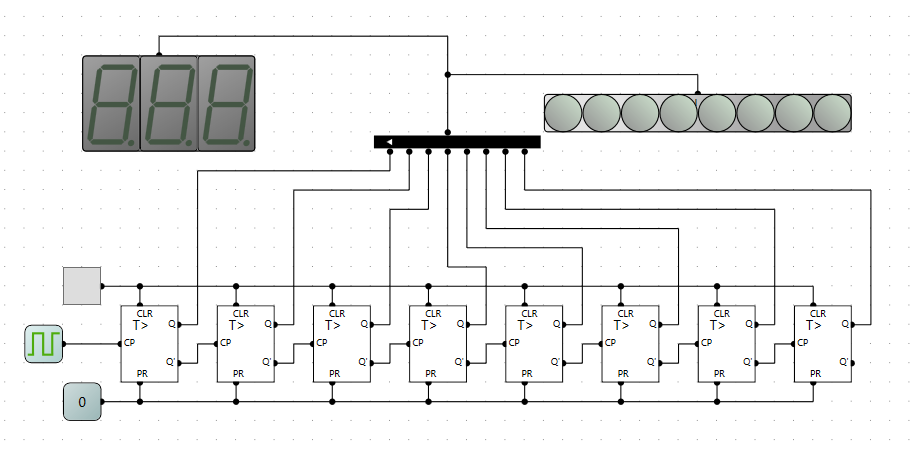 CLR CLR CLR CLR CLR CLR CLR CLR
T> Q T> Q T> Q T> Q T> Q T> Q T> Q T> Q
CP CP CP CP CP CP CP CP
Q' Q' Q' Q' Q' Q' Q' Q'
PR PR PR PR PR PR PR PR
0